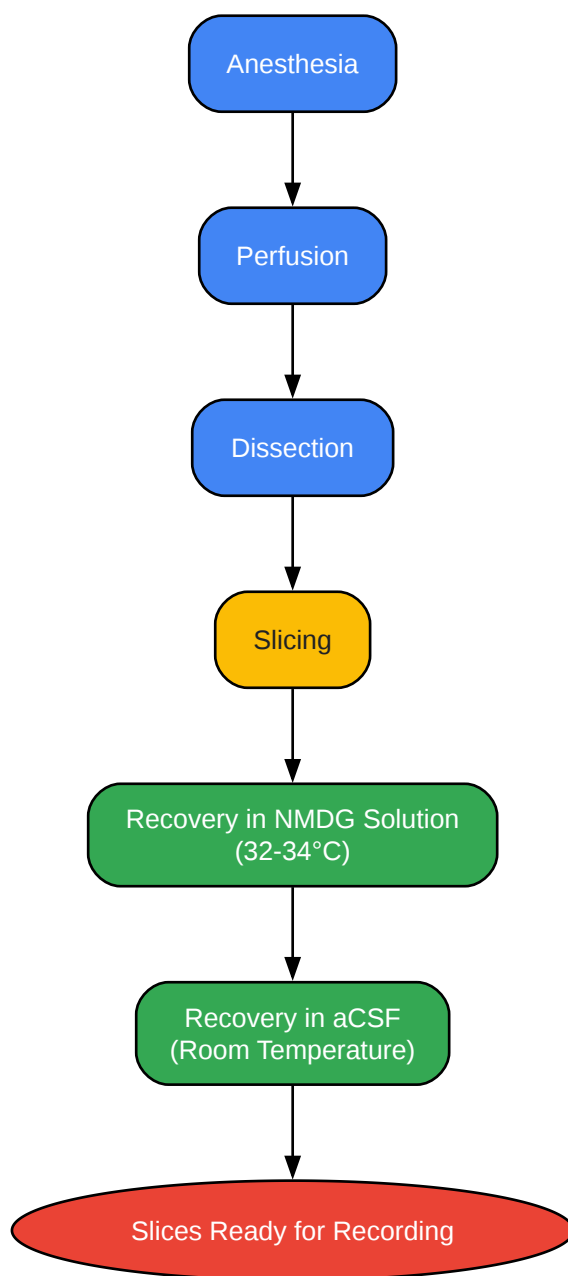 Anesthesia
Perfusion
Dissection
Slicing
Recovery in NMDG Solution
(32-34°C)
Recovery in aCSF
(Room Temperature)
Slices Ready for Recording